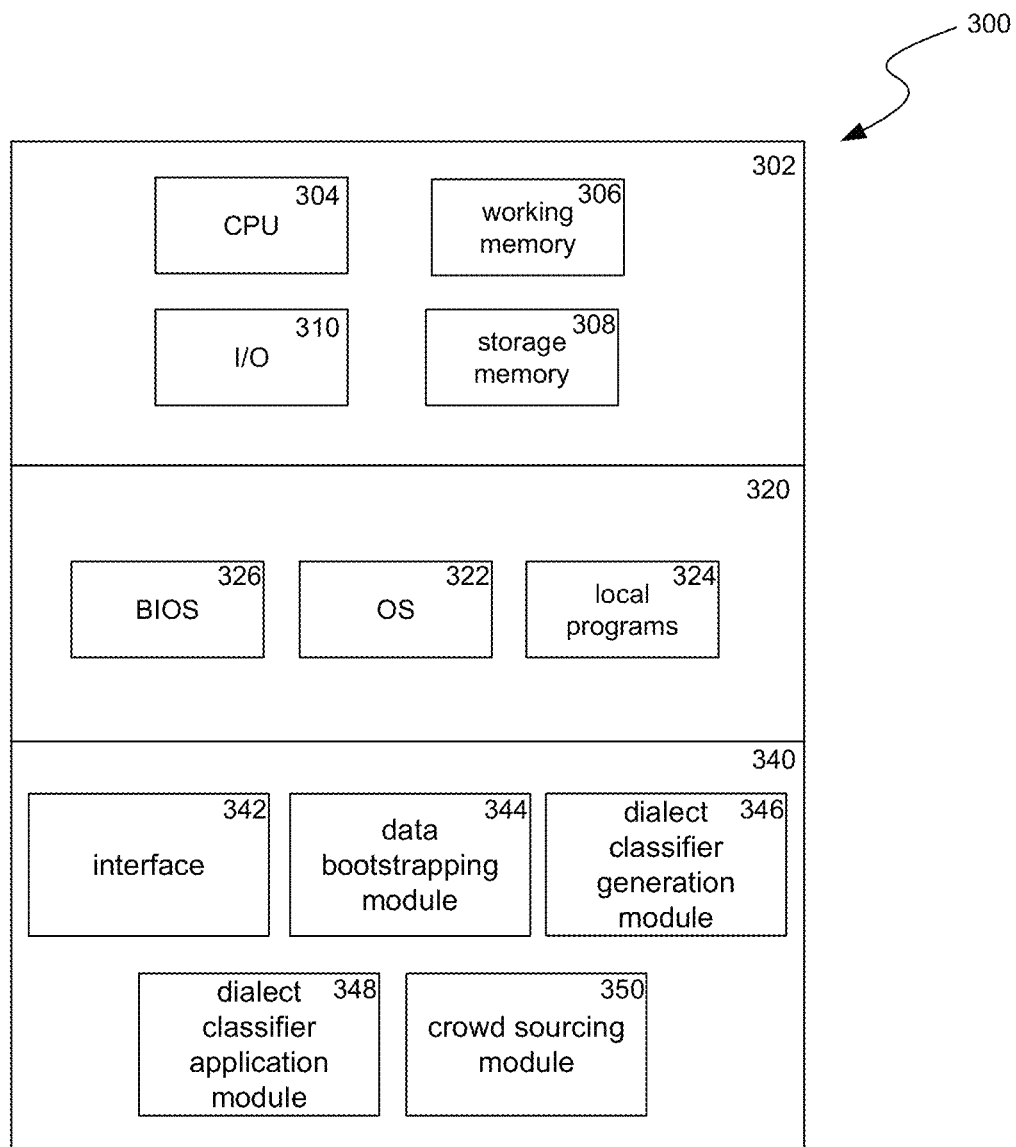 300
302
304
CPU
306
working
memory
310
I/O
308
storage
memory
320
326
BIOS
322
OS
324
local
programs
340
342
interface
344
data
bootstrapping
module
346
dialect
classifier
generation
module
348
dialect
classifier
application
module
350
crowd sourcing
module